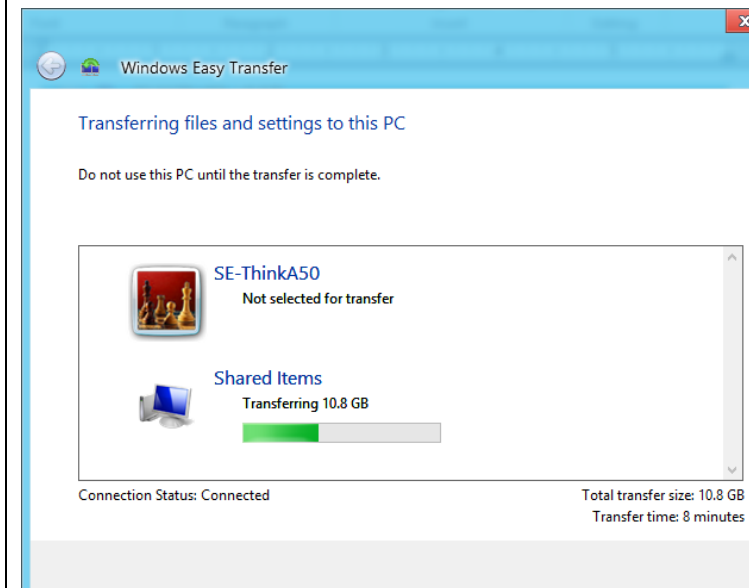 Windows Easy Transfer
Transferring files and settings to this PC
Do not use this PC until the transfer is complete.
SE-ThinkA50
Not selected for transfer
Shared Items
Transferring 10.8 GB
Connection Status: Connected
Total transfer size: 10.8 GB
Transfer time: 8 minutes